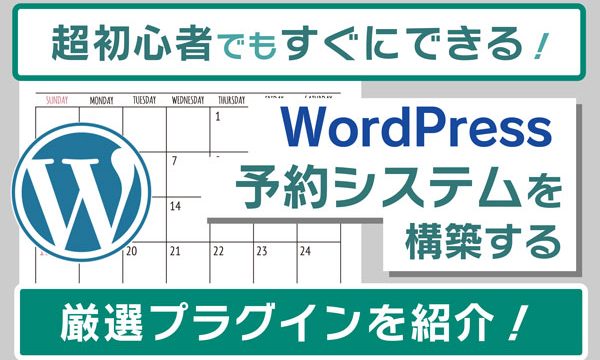 超初心者でもすぐにできる！
SUNDAY MONDAY TUESDAY WEDNESDAY THURSDAY
1
WordPress
7
予約システムを
14
構築する
20 21 22 23 24
厳選プラグインを紹介！